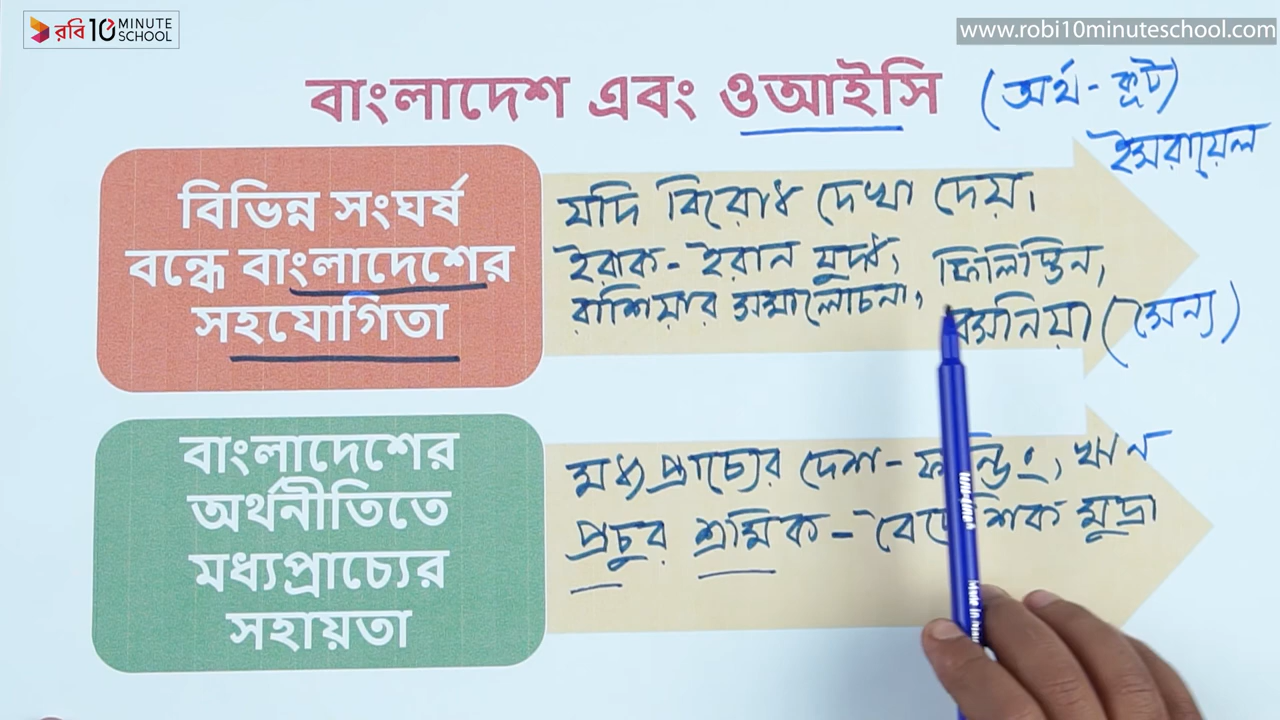 রবি 10 MINUTE SCHOOL
www.robi10minuteschool.com
বাংলাদেশ এবং ওআইসি (অর্থ - কূট)
ইসরায়েল
বিভিন্ন সংঘর্ষ
বন্ধে বাংলাদেশের
সহযোগিতা
যদি বিরোধ দেখা দেয়।
ইরাক - ইরান যুদ্ধ, ফিলিস্তিন,
রাশিয়ার সমালোচনা, বসনিয়া (সৈন্য)
বাংলাদেশের
অর্থনীতিতে
মধ্যপ্রাচ্যের
সহায়তা
মধ্যপ্রাচ্যের দেশ - ফান্ডিং, ঋণ
প্রচুর শ্রমিক - বৈদেশিক মুদ্রা